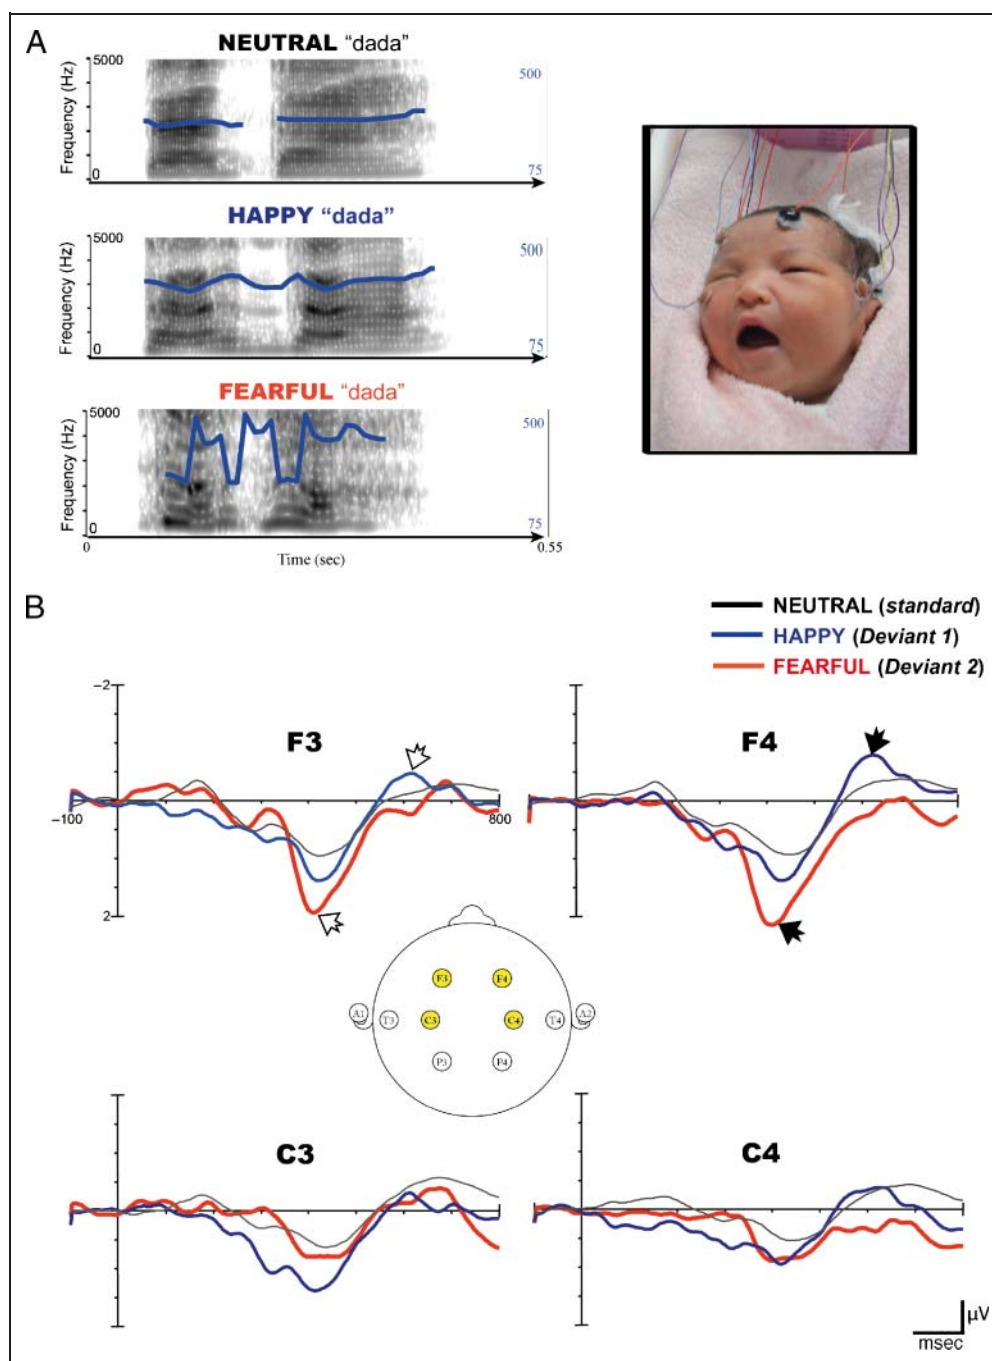 A
NEUTRAL “dada”
5000
Frequency (Hz)
0
500
75
HAPPY “dada”
5000
Frequency (Hz)
0
500
75
FEARFUL “dada”
5000
Frequency (Hz)
0
500
75
0
Time (sec)
0.55
B
NEUTRAL (standard)
HAPPY (Deviant 1)
FEARFUL (Deviant 2)
−2
F3
F4
−100
800
2
F3
F4
A1
T3
C3
C4
T4
A2
P3
P4
C3
C4
μV
msec